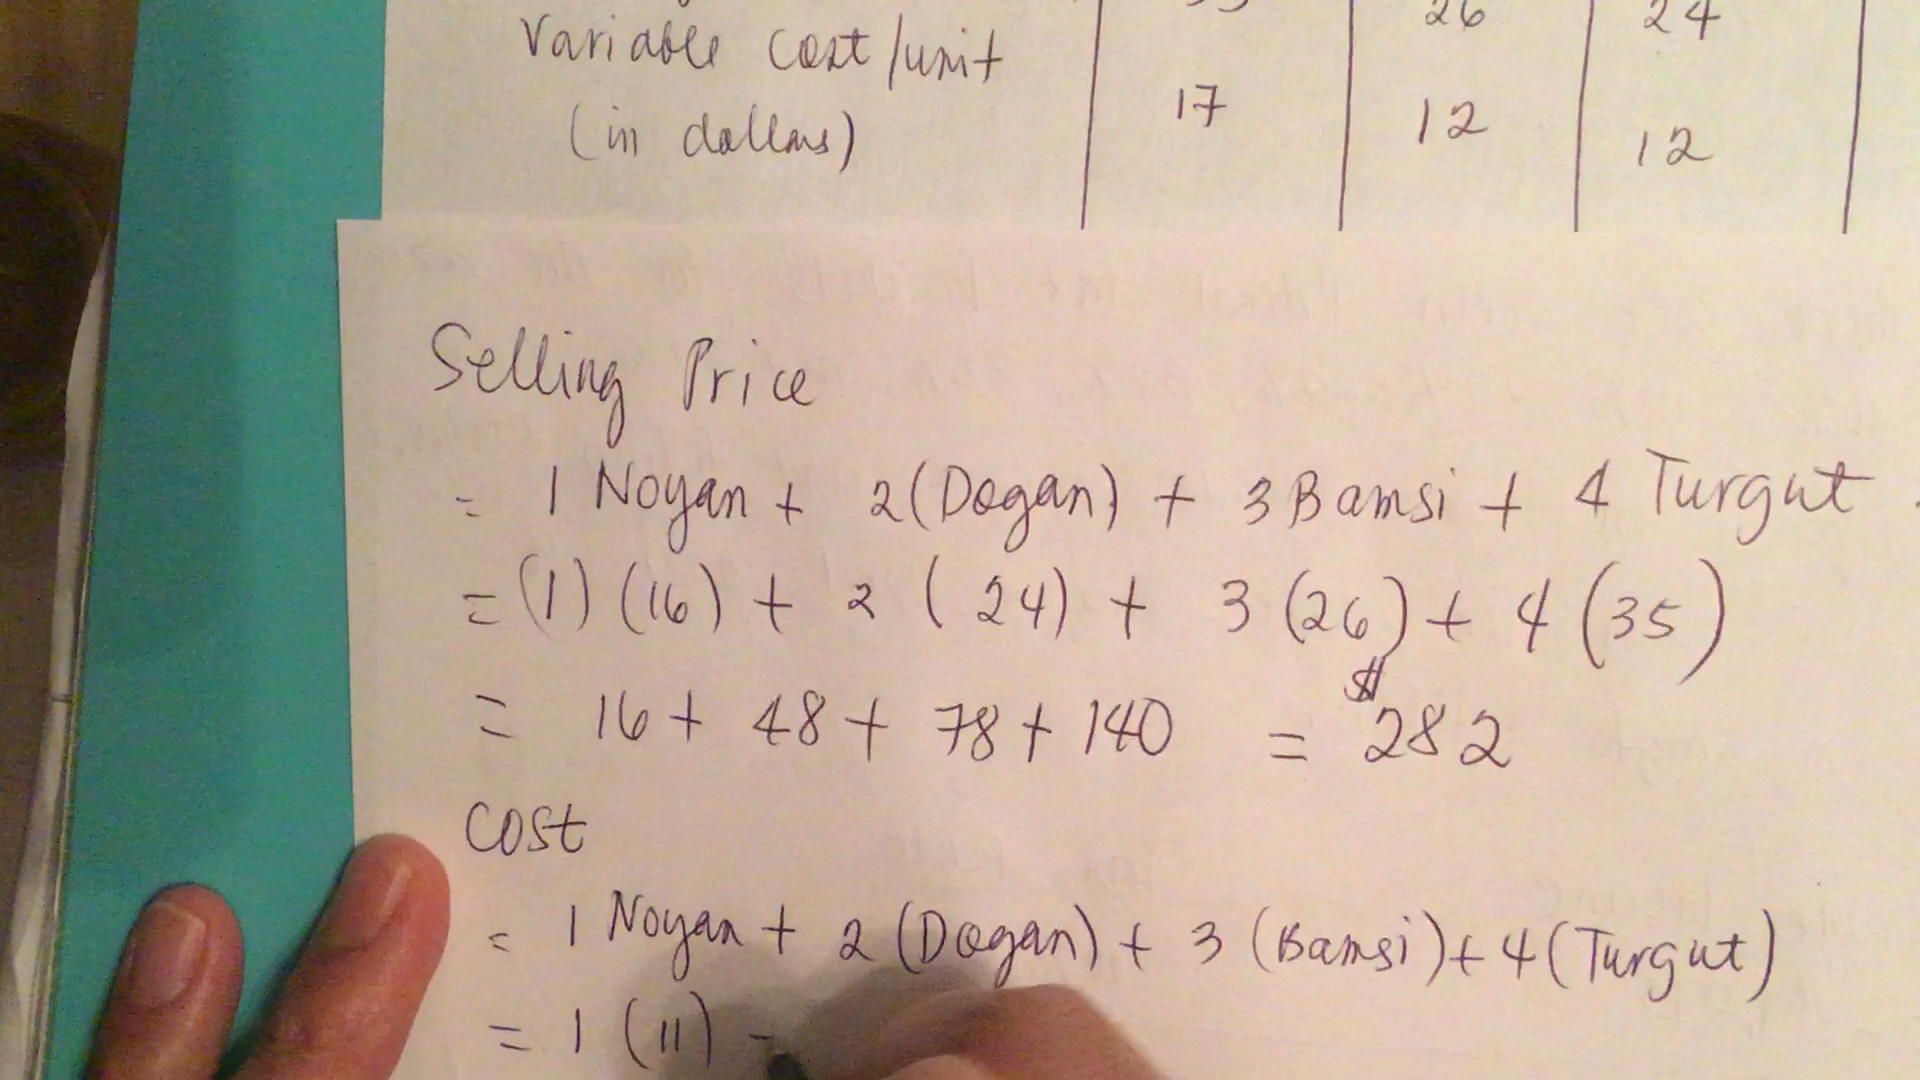 26 24
Variable Cost/unit
(in dollars) 17 12 12
Selling Price
= 1 Noyan + 2(Dogan) + 3 Bamsi + 4 Turgut
= (1) (16) + 2 ( 24) + 3 (26) + 4 (35)
= 16 + 48 + 78 + 140 = $282
Cost
= 1 Noyan + 2 (Dogan) + 3 (Bamsi) + 4 (Turgut)
= 1 (11) -